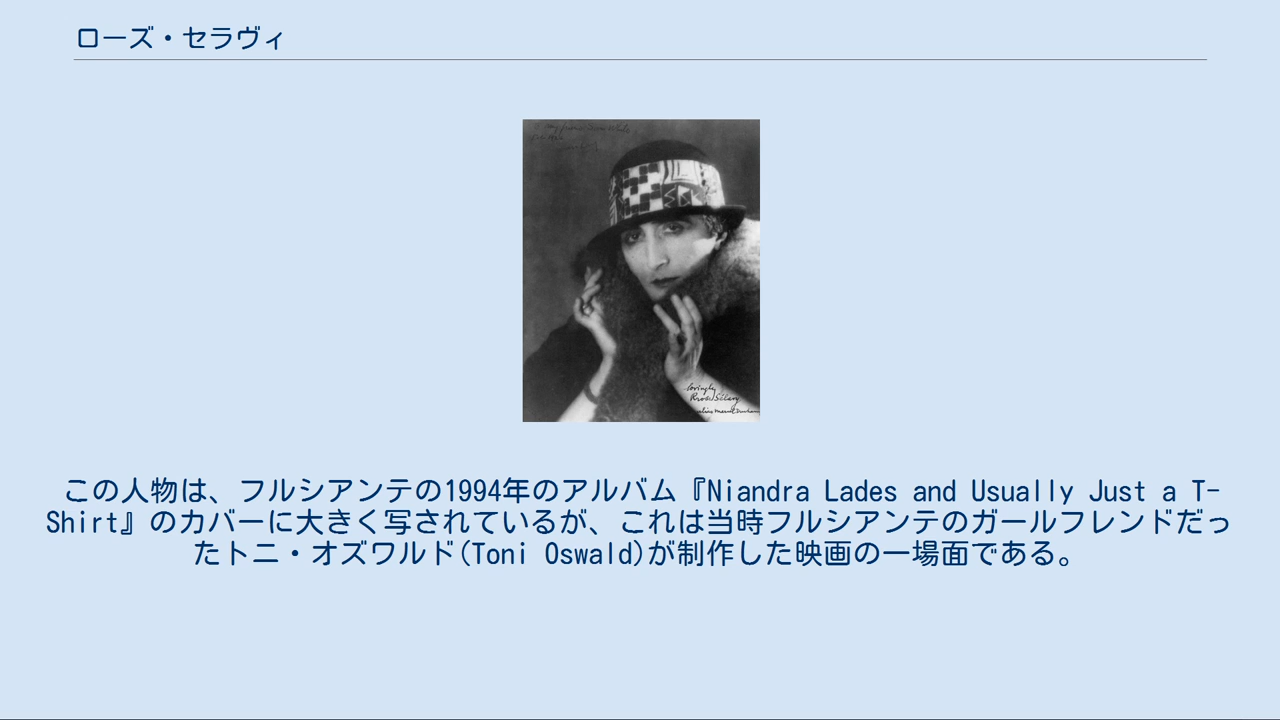 ローズ・セラヴィ
lovingly
Rrose Sélavy
この人物は、フルシアンテの1994年のアルバム『Niandra Lades and Usually Just a T-
Shirt』のカバーに大きく写されているが、これは当時フルシアンテのガールフレンドだっ
たトニ・オズワルド(Toni Oswald)が制作した映画の一場面である。